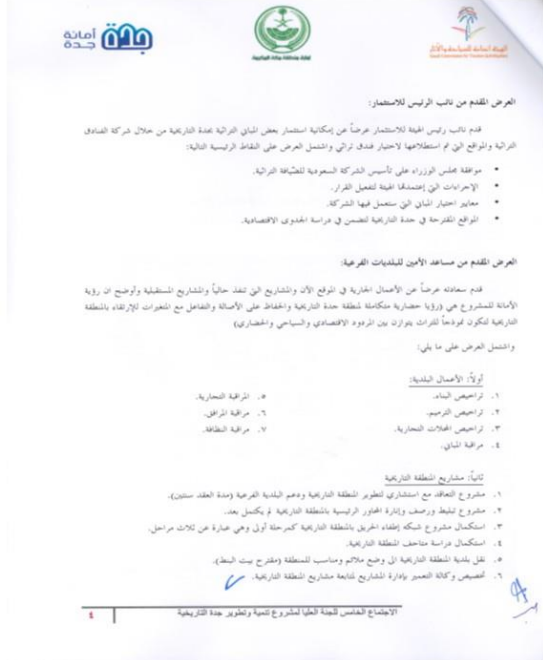 أمانة
جدة
جدة
الهيئة العامة للسياحة والآثار
العرض المقدم من نائب الرئيس للاستثمار:
قدم نائب رئيس الهيئة للاستثمار عرضاً عن إمكانية استثمار بعض المباني التراثية بجدة التاريخية من خلال شركة الفنادق
التراثية والمواقع التي تم استطلاعها لاختيار فندق تراثي واشتمل العرض على النقاط الرئيسية التالية:
• موافقة مجلس الوزراء على تأسيس الشركة السعودية للضيافة التراثية.
• الإجراءات التي إعتمدتها الهيئة لتفعيل القرار.
• معايير اختيار المباني التي ستعمل فيها الشركة.
• المواقع المقترحة في جدة التاريخية لتضمن في دراسة الجدوى الاقتصادية.
العرض المقدم من مساعد الأمين للبلديات الفرعية:
قدم سعادته عرضاً عن الأعمال الجارية في الموقع الآن والمشاريع التي تنفذ حالياً والمشاريع المستقبلية وأوضح ان رؤية
الأمانة للمشروع هي (رؤيا حضارية متكاملة لمنطقة جدة التاريخية والحفاظ على الأصالة والتفاعل مع المتغيرات للإرتقاء بالمنطقة
التاريخية لتكون نموذجاً للتراث يتوازن بين المردود الاقتصادي والسياحي والحضاري)
واشتمل العرض على ما يلي:
أولاً: الأعمال البلدية:
١. تراخيص البناء.
٢. تراخيص الترميم.
٣. تراخيص المحلات التجارية.
٤. مراقبة المباني.
٥. المراقبة التجارية.
٦. مراقبة المرافق.
٧. مراقبة النظافة.
ثانياً: مشاريع المنطقة التاريخية
١. مشروع التعاقد مع استشاري لتطوير المنطقة التاريخية ودعم البلدية الفرعية (مدة العقد سنتين).
٢. مشروع تبليط ورصف وإنارة المحاور الرئيسية بالمنطقة التاريخية لم يكتمل بعد.
٣. استكمال مشروع شبكة إطفاء الحريق بالمنطقة التاريخية كمرحلة أولى وهي عبارة عن ثلاث مراحل.
٤. استكمال دراسة متاحف المنطقة التاريخية.
٥. نقل بلدية المنطقة التاريخية الى وضع ملائم ومناسب للمنطقة (مقترح بيت البنط).
٦. تخصيص وكالة التعمير بإدارة المشاريع لمتابعة مشاريع المنطقة التاريخية.
الاجتماع الخامس للجنة العليا لمشروع تنمية وتطوير جدة التاريخية
٤